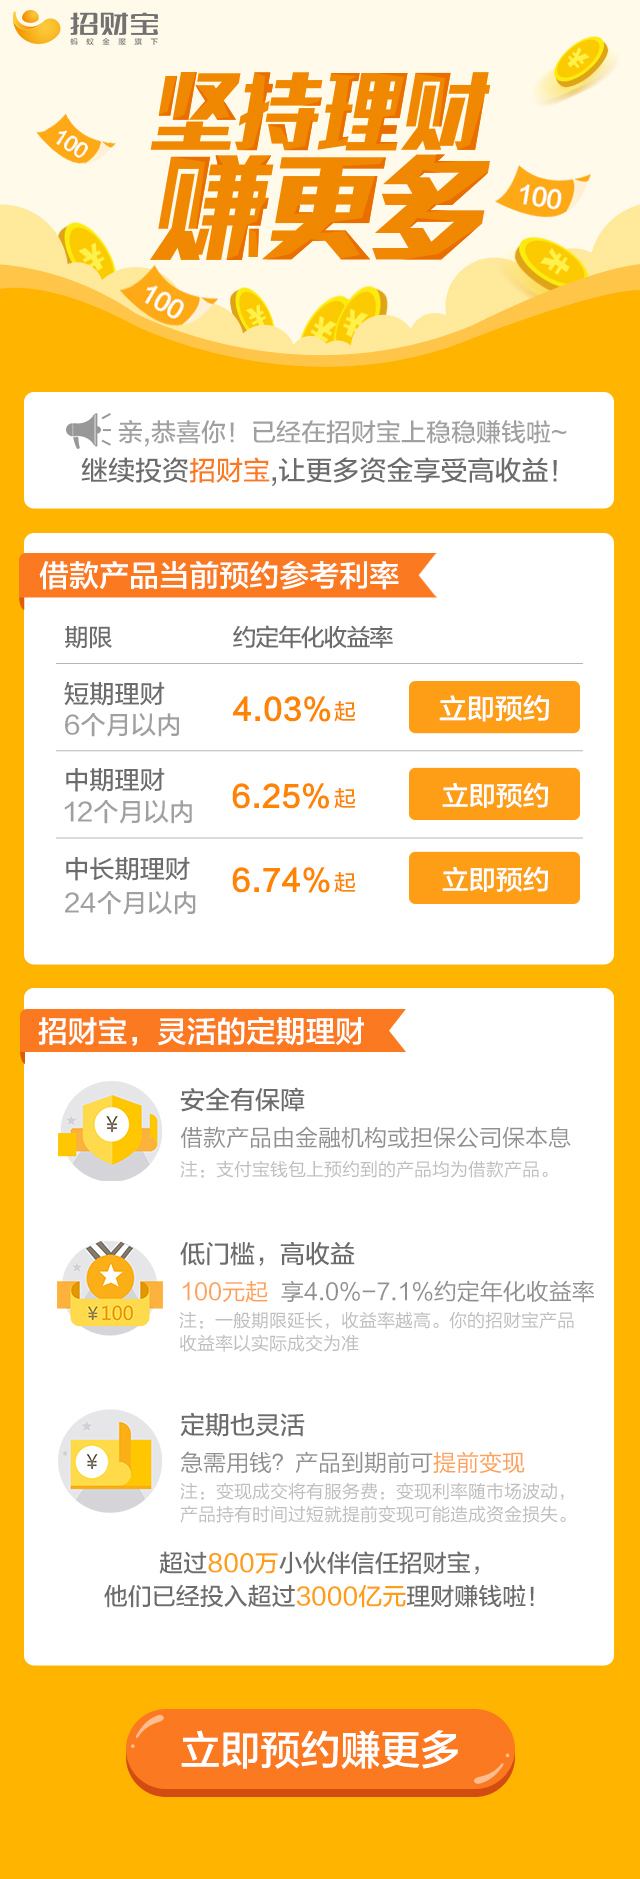 招财宝
蚂蚁金服旗下
坚持理财
赚更多
100
100
100
亲,恭喜你！已经在招财宝上稳稳赚钱啦~
继续投资招财宝,让更多资金享受高收益！
借款产品当前预约参考利率
期限 约定年化收益率
短期理财
6个月以内
4.03%起
立即预约
中期理财
12个月以内
6.25%起
立即预约
中长期理财
24个月以内
6.74%起
立即预约
招财宝，灵活的定期理财
¥
安全有保障
借款产品由金融机构或担保公司保本息
注：支付宝钱包上预约到的产品均为借款产品。
¥100
低门槛，高收益
100元起 享4.0%-7.1%约定年化收益率
注：一般期限延长，收益率越高。你的招财宝产品
收益率以实际成交为准
¥
定期也灵活
急需用钱？产品到期前可提前变现
注：变现成交将有服务费；变现利率随市场波动，
产品持有时间过短就提前变现可能造成资金损失。
超过800万小伙伴信任招财宝，
他们已经投入超过3000亿元理财赚钱啦！
立即预约赚更多